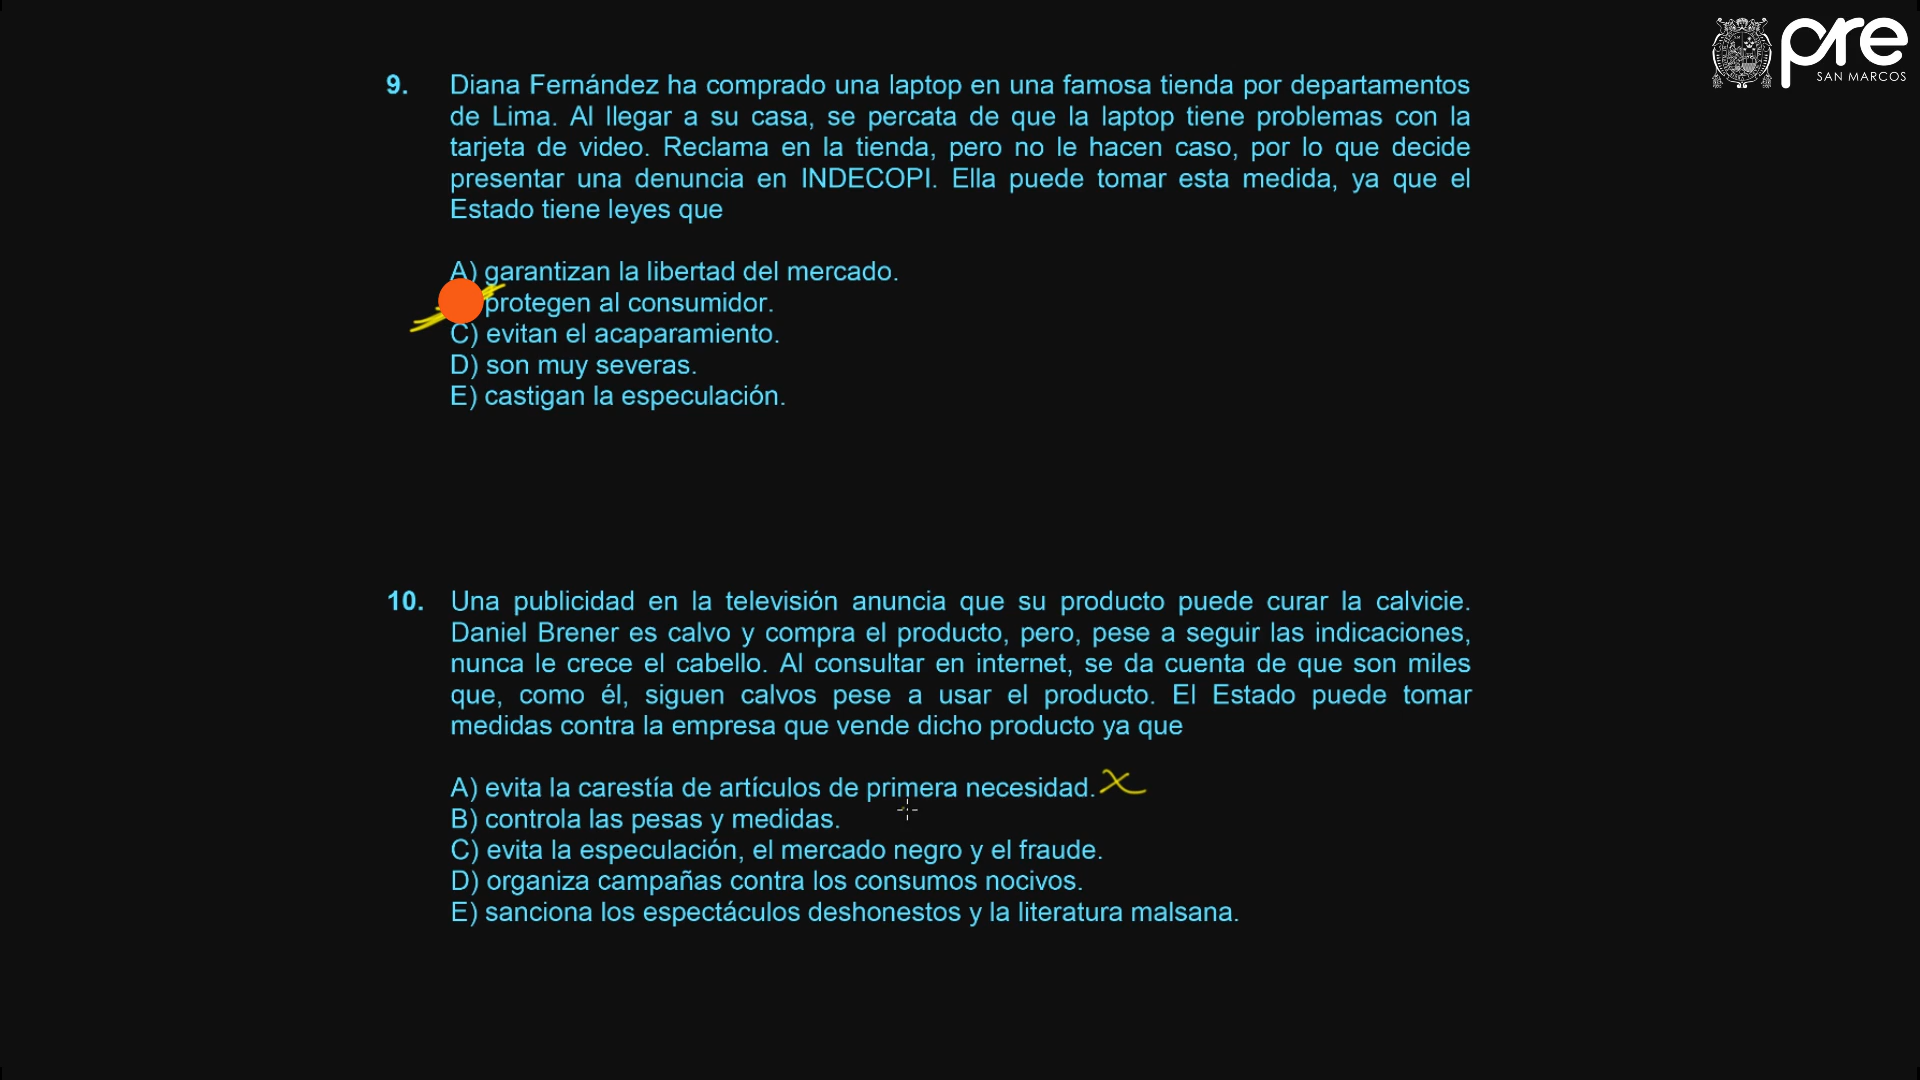 pre
SAN MARCOS
9. Diana Fernández ha comprado una laptop en una famosa tienda por departamentos
de Lima. Al llegar a su casa, se percata de que la laptop tiene problemas con la
tarjeta de video. Reclama en la tienda, pero no le hacen caso, por lo que decide
presentar una denuncia en INDECOPI. Ella puede tomar esta medida, ya que el
Estado tiene leyes que
A) garantizan la libertad del mercado.
protegen al consumidor.
C) evitan el acaparamiento.
D) son muy severas.
E) castigan la especulación.
10. Una publicidad en la televisión anuncia que su producto puede curar la calvicie.
Daniel Brener es calvo y compra el producto, pero, pese a seguir las indicaciones,
nunca le crece el cabello. Al consultar en internet, se da cuenta de que son miles
que, como él, siguen calvos pese a usar el producto. El Estado puede tomar
medidas contra la empresa que vende dicho producto ya que
A) evita la carestía de artículos de primera necesidad.
B) controla las pesas y medidas.
C) evita la especulación, el mercado negro y el fraude.
D) organiza campañas contra los consumos nocivos.
E) sanciona los espectáculos deshonestos y la literatura malsana.